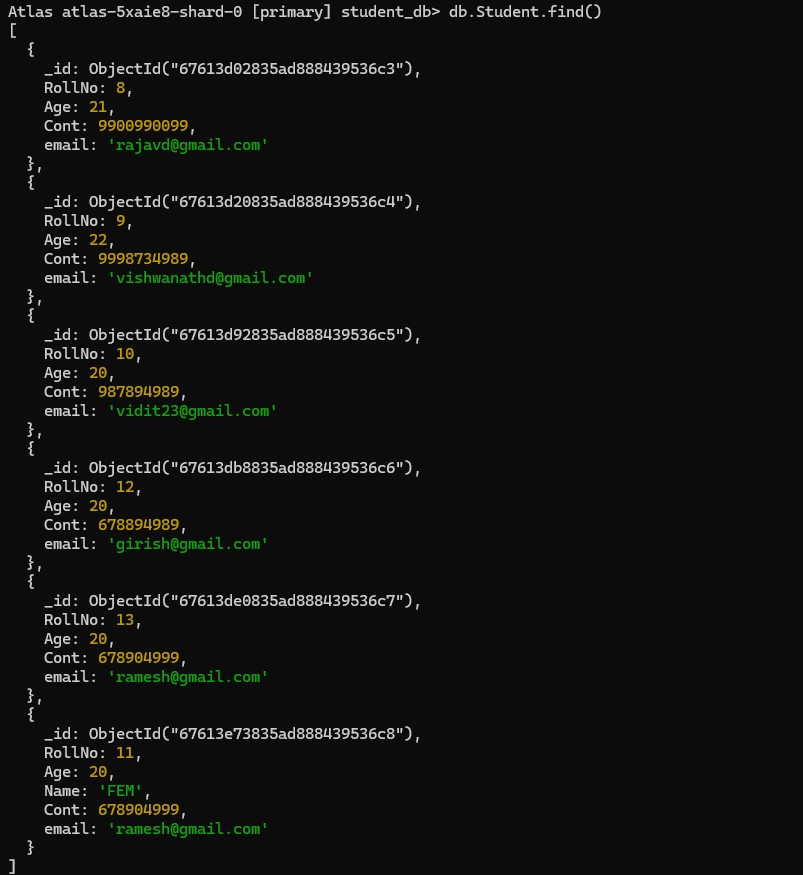 Atlas atlas-5xaie8-shard-0 [primary] student_db> db.Student.find()
[
  {
    _id: ObjectId("67613d02835ad888439536c3"),
    RollNo: 8,
    Age: 21,
    Cont: 9900990099,
    email: 'rajavd@gmail.com'
  },
  {
    _id: ObjectId("67613d20835ad888439536c4"),
    RollNo: 9,
    Age: 22,
    Cont: 9998734989,
    email: 'vishwanathd@gmail.com'
  },
  {
    _id: ObjectId("67613d92835ad888439536c5"),
    RollNo: 10,
    Age: 20,
    Cont: 987894989,
    email: 'vidit23@gmail.com'
  },
  {
    _id: ObjectId("67613db8835ad888439536c6"),
    RollNo: 12,
    Age: 20,
    Cont: 678894989,
    email: 'girish@gmail.com'
  },
  {
    _id: ObjectId("67613de0835ad888439536c7"),
    RollNo: 13,
    Age: 20,
    Cont: 678904999,
    email: 'ramesh@gmail.com'
  },
  {
    _id: ObjectId("67613e73835ad888439536c8"),
    RollNo: 11,
    Age: 20,
    Name: 'FEM',
    Cont: 678904999,
    email: 'ramesh@gmail.com'
  }
]